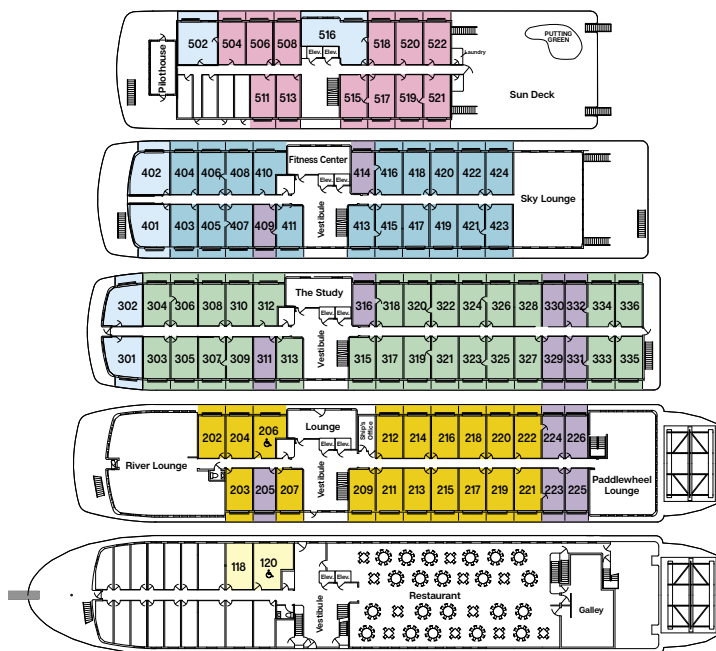 502 504 506 508 516 518 520 522
Elev. Elev.
PUTTING
GREEN
Laundry
Pilothouse
Sun Deck
511 513 515 517 519 521
402 404 406 408 410 Fitness Center 414 416 418 420 422 424
Elev. Elev.
Sky Lounge
Vestibule
401 403 405 407 409 411 413 415 417 419 421 423
302 304 306 308 310 312 The Study 316 318 320 322 324 326 328 330 332 334 336
Elev. Elev.
Vestibule
301 303 305 307 309 311 313 315 317 319 321 323 325 327 329 331 333 335
202 204 206 Lounge Ship's
Office 212 214 216 218 220 222 224 226
Elev. Elev.
River Lounge
Vestibule
Paddlewheel
Lounge
203 205 207 209 211 213 215 217 219 221 223 225
118 120
Elev. Elev.
Restaurant
Vestibule
Galley